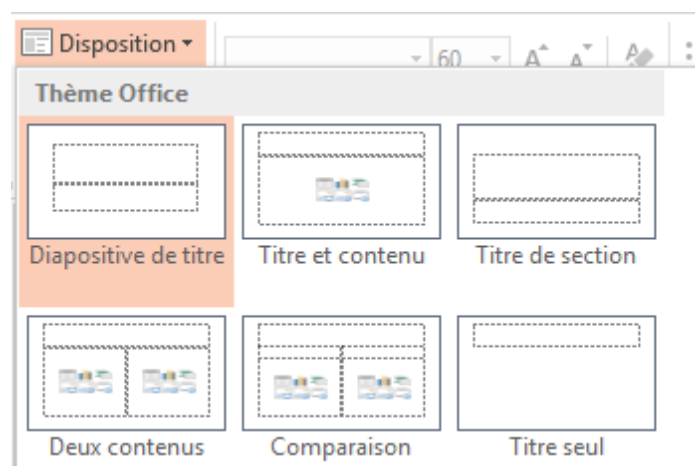 Disposition
60 A A A
Thème Office
Diapositive de titre Titre et contenu Titre de section
Deux contenus Comparaison Titre seul